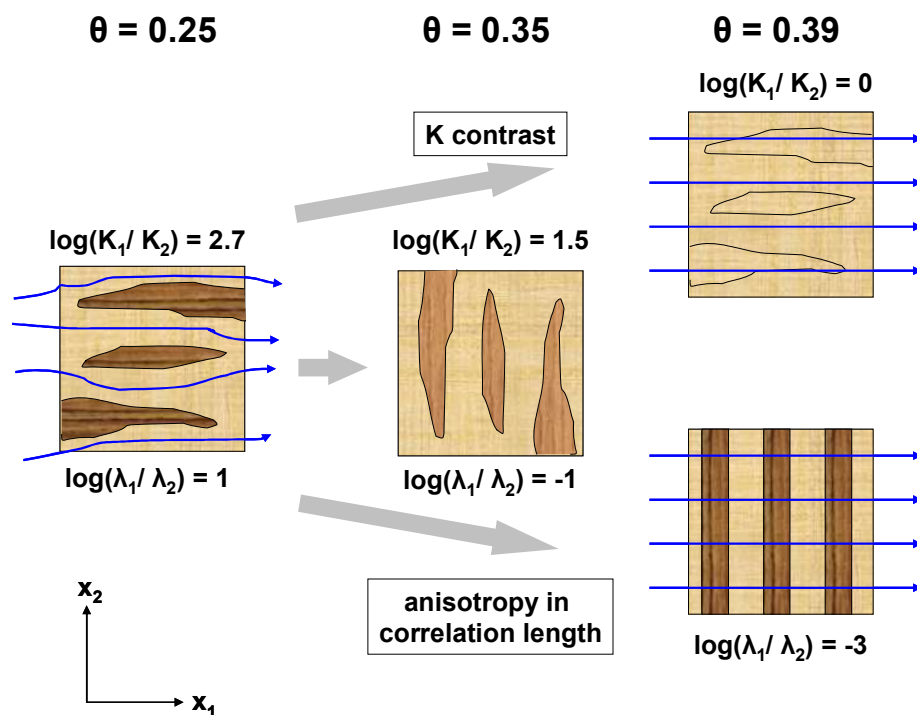 θ = 0.25
θ = 0.35
θ = 0.39
log(K₁/ K₂) = 0
K contrast
log(K₁/ K₂) = 2.7
log(K₁/ K₂) = 1.5
log(λ₁/ λ₂) = 1
log(λ₁/ λ₂) = -1
anisotropy in
correlation length
log(λ₁/ λ₂) = -3
x₂
x₁